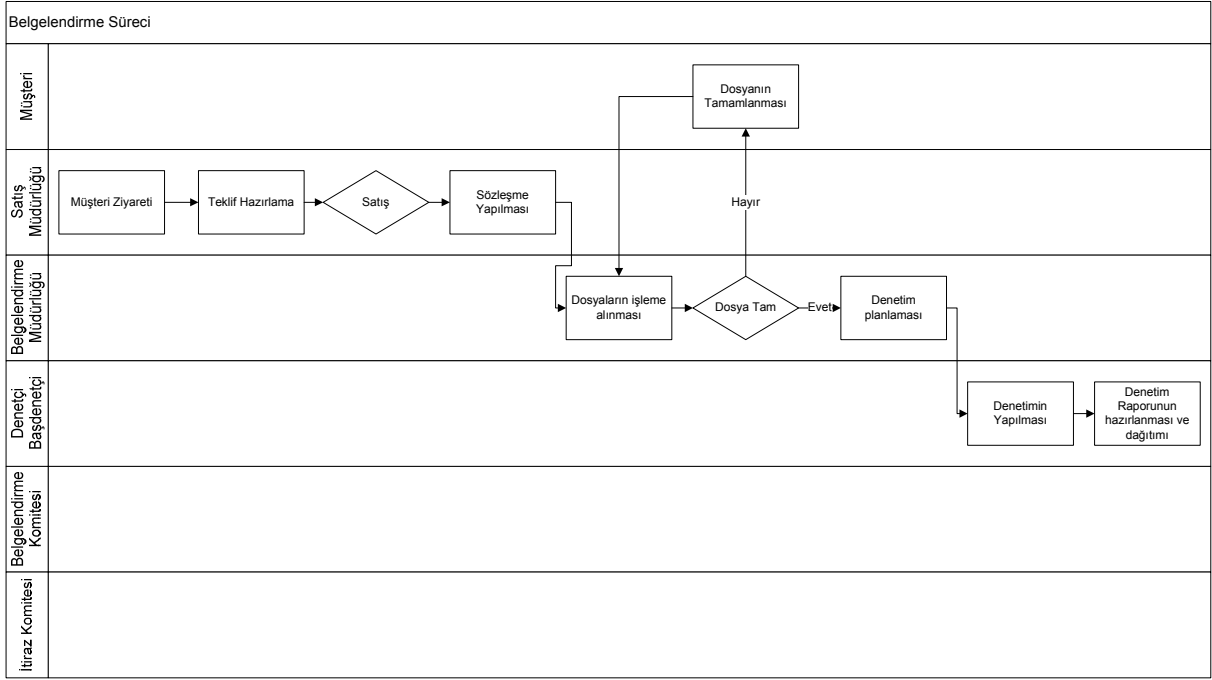 Belgelendirme Süreci
Müşteri
Dosyanın
Tamamlanması
Satış
Müdürlüğü
Müşteri Ziyareti
Teklif Hazırlama
Satış
Sözleşme
Yapılması
Hayır
Belgelendirme
Müdürlüğü
Dosyaların işleme
alınması
Dosya Tam
Evet
Denetim
planlaması
Denetçi
Başdenetçi
Denetimin
Yapılması
Denetim
Raporunun
hazırlanması ve
dağıtımı
Belgelendirme
Komitesi
İtiraz Komitesi